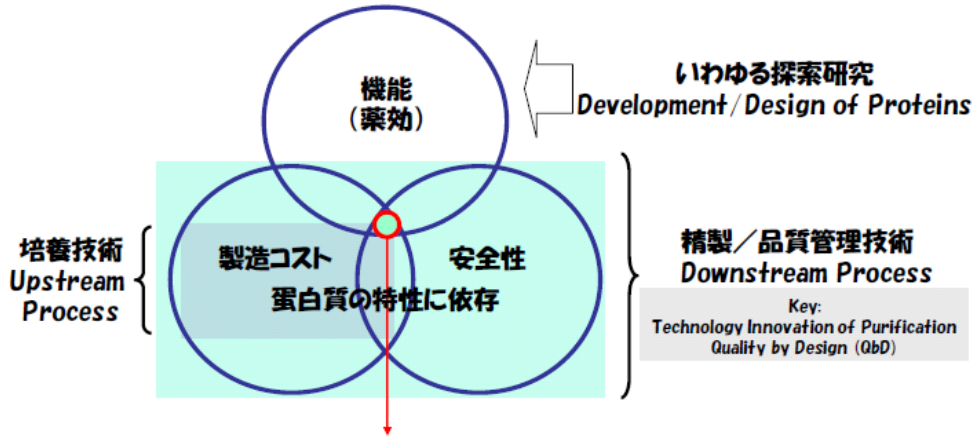 機能
(薬効)
いわゆる探索研究
Development/Design of Proteins
培養技術
Upstream
Process
製造コスト
安全性
蛋白質の特性に依存
精製／品質管理技術
Downstream Process
Key:
Technology Innovation of Purification
Quality by Design (QbD)